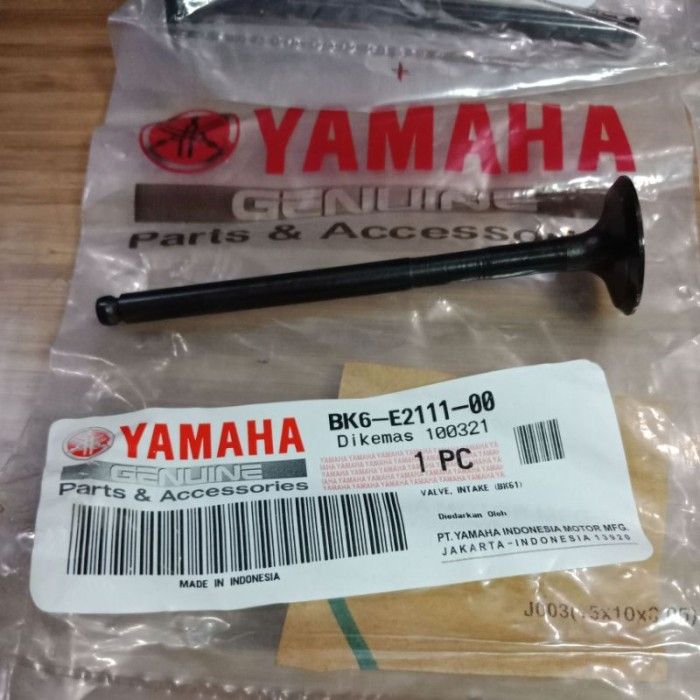 YAMAHA
GENUINE
Parts & Accessories
YAMAHA
GENUINE
Parts & Accessories
MADE IN INDONESIA
BK6-E2111-00
Dikemas 100321
1 PC
VALVE, INTAKE (BK61)
Diedarkan Oleh
PT. YAMAHA INDONESIA MOTOR MFG.
JAKARTA-INDONESIA 13920